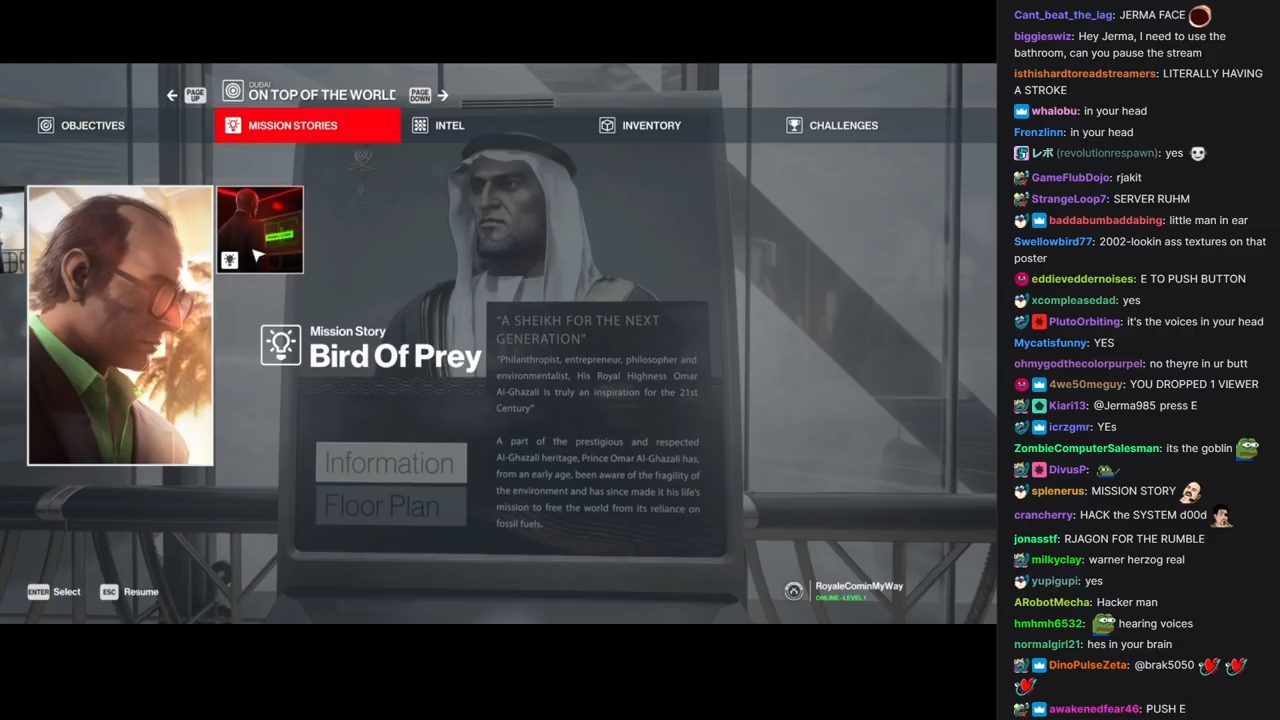 DUBAI
PAGE UP
ON TOP OF THE WORLD
PAGE DOWN
OBJECTIVES
MISSION STORIES
INTEL
INVENTORY
CHALLENGES
Mission Story
Bird Of Prey
"A SHEIKH FOR THE NEXT
GENERATION"
"Philanthropist, entrepreneur, philosopher and
environmentalist, His Royal Highness Omar
Al-Ghazali is truly an inspiration for the 21st
Century"
A part of the prestigious and respected
Al-Ghazali heritage, Prince Omar Al-Ghazali has,
from an early age, been aware of the fragility of
the environment and has since made it his life's
mission to free the world from its reliance on
fossil fuels.
Information
Floor Plan
ENTER Select
ESC Resume
RoyaleCominMyWay
ONLINE - LEVEL 1
Cant_beat_the_lag: JERMA FACE
biggieswiz: Hey Jerma, I need to use the
bathroom, can you pause the stream
isthishardtoreadstreamers: LITERALLY HAVING
A STROKE
whalobu: in your head
Frenzlinn: in your head
レポ (revolutionrespawn): yes
GameFlubDojo: rjakit
StrangeLoop7: SERVER RUHM
baddabumbaddabing: little man in ear
Swellowbird77: 2002-lookin ass textures on that
poster
eddieveddernoises: E TO PUSH BUTTON
xcompleasedad: yes
PlutoOrbiting: it's the voices in your head
Mycatisfunny: YES
ohmygodthecolorpurpel: no theyre in ur butt
4we50meguy: YOU DROPPED 1 VIEWER
Kiari13: @Jerma985 press E
icrzgmr: YEs
ZombieComputerSalesman: its the goblin
DivusP:
splenerus: MISSION STORY
crancherry: HACK the SYSTEM d00d
jonasstf: RJAGON FOR THE RUMBLE
milkyclay: warner herzog real
yupigupi: yes
ARobotMecha: Hacker man
hmhmh6532: hearing voices
normalgirl21: hes in your brain
DinoPulseZeta: @brak5050
awakenedfear46: PUSH E